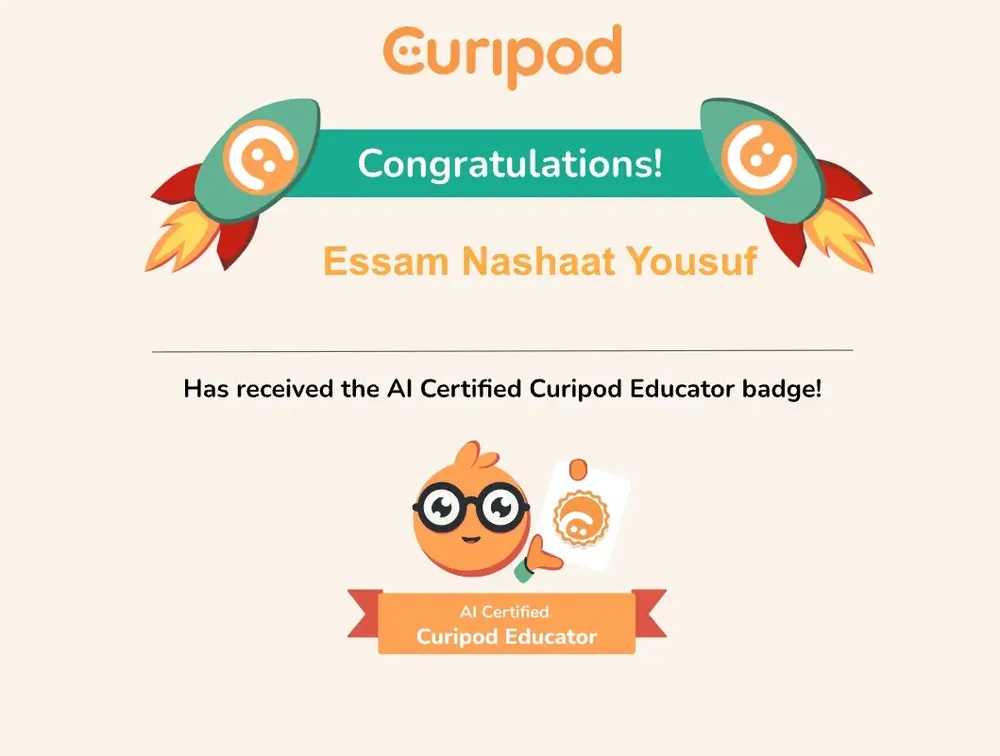 Curipod
Congratulations!
Essam Nashaat Yousuf
Has received the AI Certified Curipod Educator badge!
AI Certified
Curipod Educator